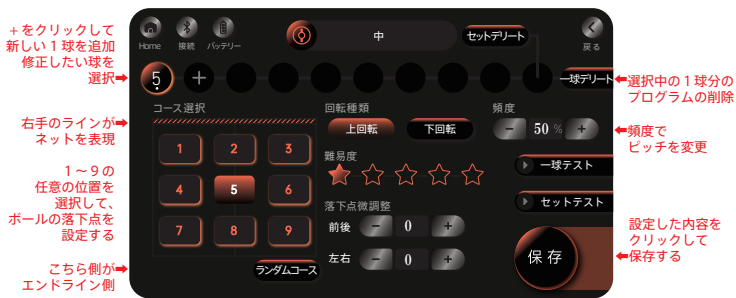 +をクリックして
新しい1球を追加
修正したい球を
選択➡
右手のラインが➡
ネットを表現
1～9の
任意の位置を
選択して、
ボールの落下点を
設定する
こちら側が➡
エンドライン側
Home
接続
バッテリー
中
セットデリート
戻る
5
+
一球デリート
コース選択
1 2 3
4 5 6
7 8 9
ランダムコース
回転種類
上回転 下回転
難易度
落下点微調整
前後 − 0 +
左右 − 0 +
頻度
− 50 % +
一球テスト
セットテスト
保存
⬅選択中の1球分の
プログラムの削除
⬅頻度で
ピッチを変更
設定した内容を
クリックして
⬅保存する